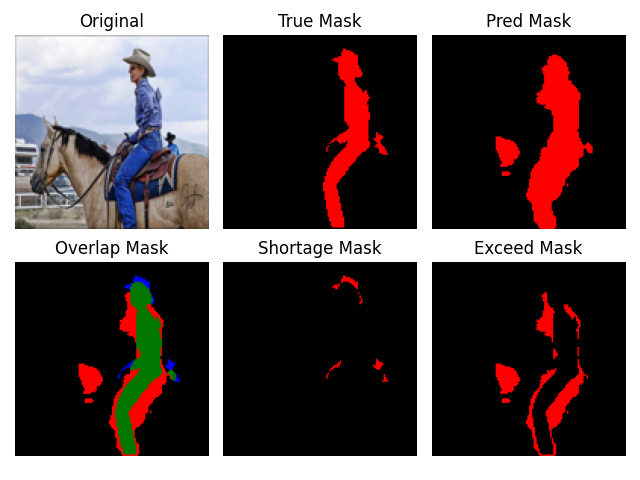 Original
True Mask
Pred Mask
Overlap Mask
Shortage Mask
Exceed Mask